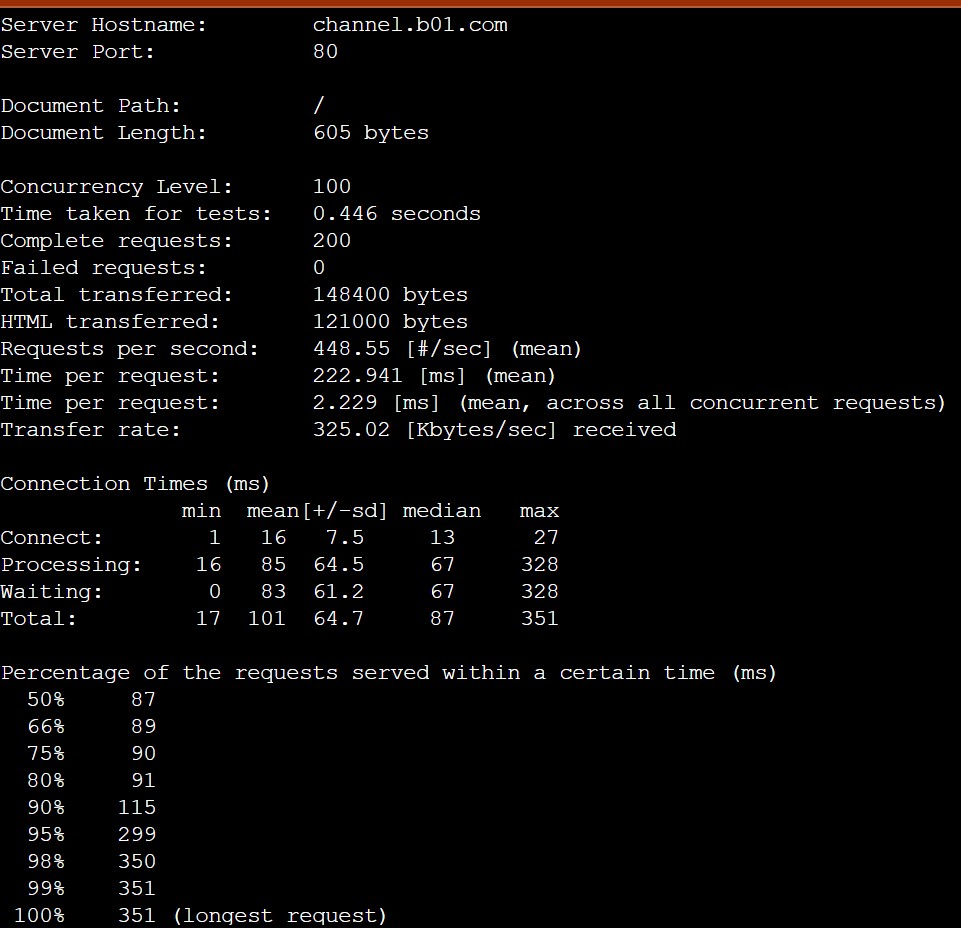 Server Hostname:        channel.b01.com
Server Port:            80
Document Path:          /
Document Length:        605 bytes
Concurrency Level:      100
Time taken for tests:   0.446 seconds
Complete requests:      200
Failed requests:        0
Total transferred:      148400 bytes
HTML transferred:       121000 bytes
Requests per second:    448.55 [#/sec] (mean)
Time per request:       222.941 [ms] (mean)
Time per request:       2.229 [ms] (mean, across all concurrent requests)
Transfer rate:          325.02 [Kbytes/sec] received
Connection Times (ms)
              min  mean[+/-sd] median   max
Connect:        1   16   7.5     13      27
Processing:    16   85  64.5     67     328
Waiting:        0   83  61.2     67     328
Total:         17  101  64.7     87     351
Percentage of the requests served within a certain time (ms)
  50%     87
  66%     89
  75%     90
  80%     91
  90%    115
  95%    299
  98%    350
  99%    351
 100%    351 (longest request)